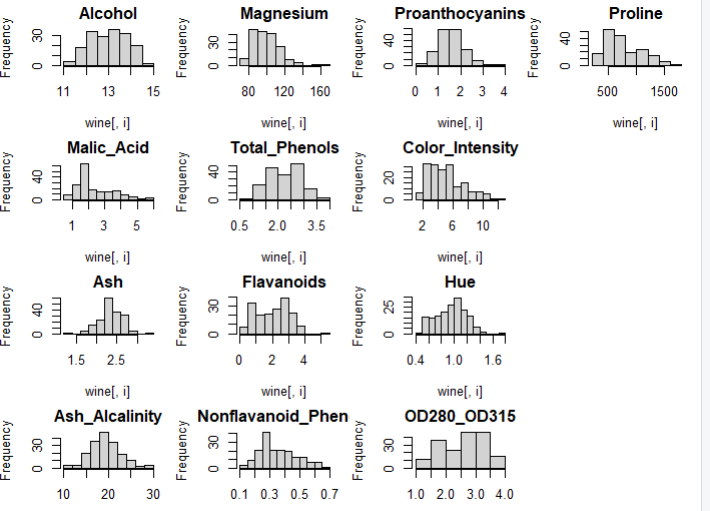 Alcohol
Magnesium
Proanthocyanins
Proline
Frequency
0 30
11 13 15
wine[, i]
Frequency
0 30
80 120 160
wine[, i]
Frequency
0 40
0 1 2 3 4
wine[, i]
Frequency
0 40
500 1500
wine[, i]
Malic_Acid
Total_Phenols
Color_Intensity
Frequency
0 40
1 3 5
wine[, i]
Frequency
0 40
0.5 2.0 3.5
wine[, i]
Frequency
0 20
2 6 10
wine[, i]
Ash
Flavanoids
Hue
Frequency
0 40
1.5 2.5
wine[, i]
Frequency
0 30
0 2 4
wine[, i]
Frequency
0 25
0.4 1.0 1.6
wine[, i]
Ash_Alcalinity
Nonflavanoid_Phen
OD280_OD315
Frequency
0 30
10 20 30
Frequency
0 30
0.1 0.3 0.5 0.7
Frequency
0 30
1.0 2.0 3.0 4.0